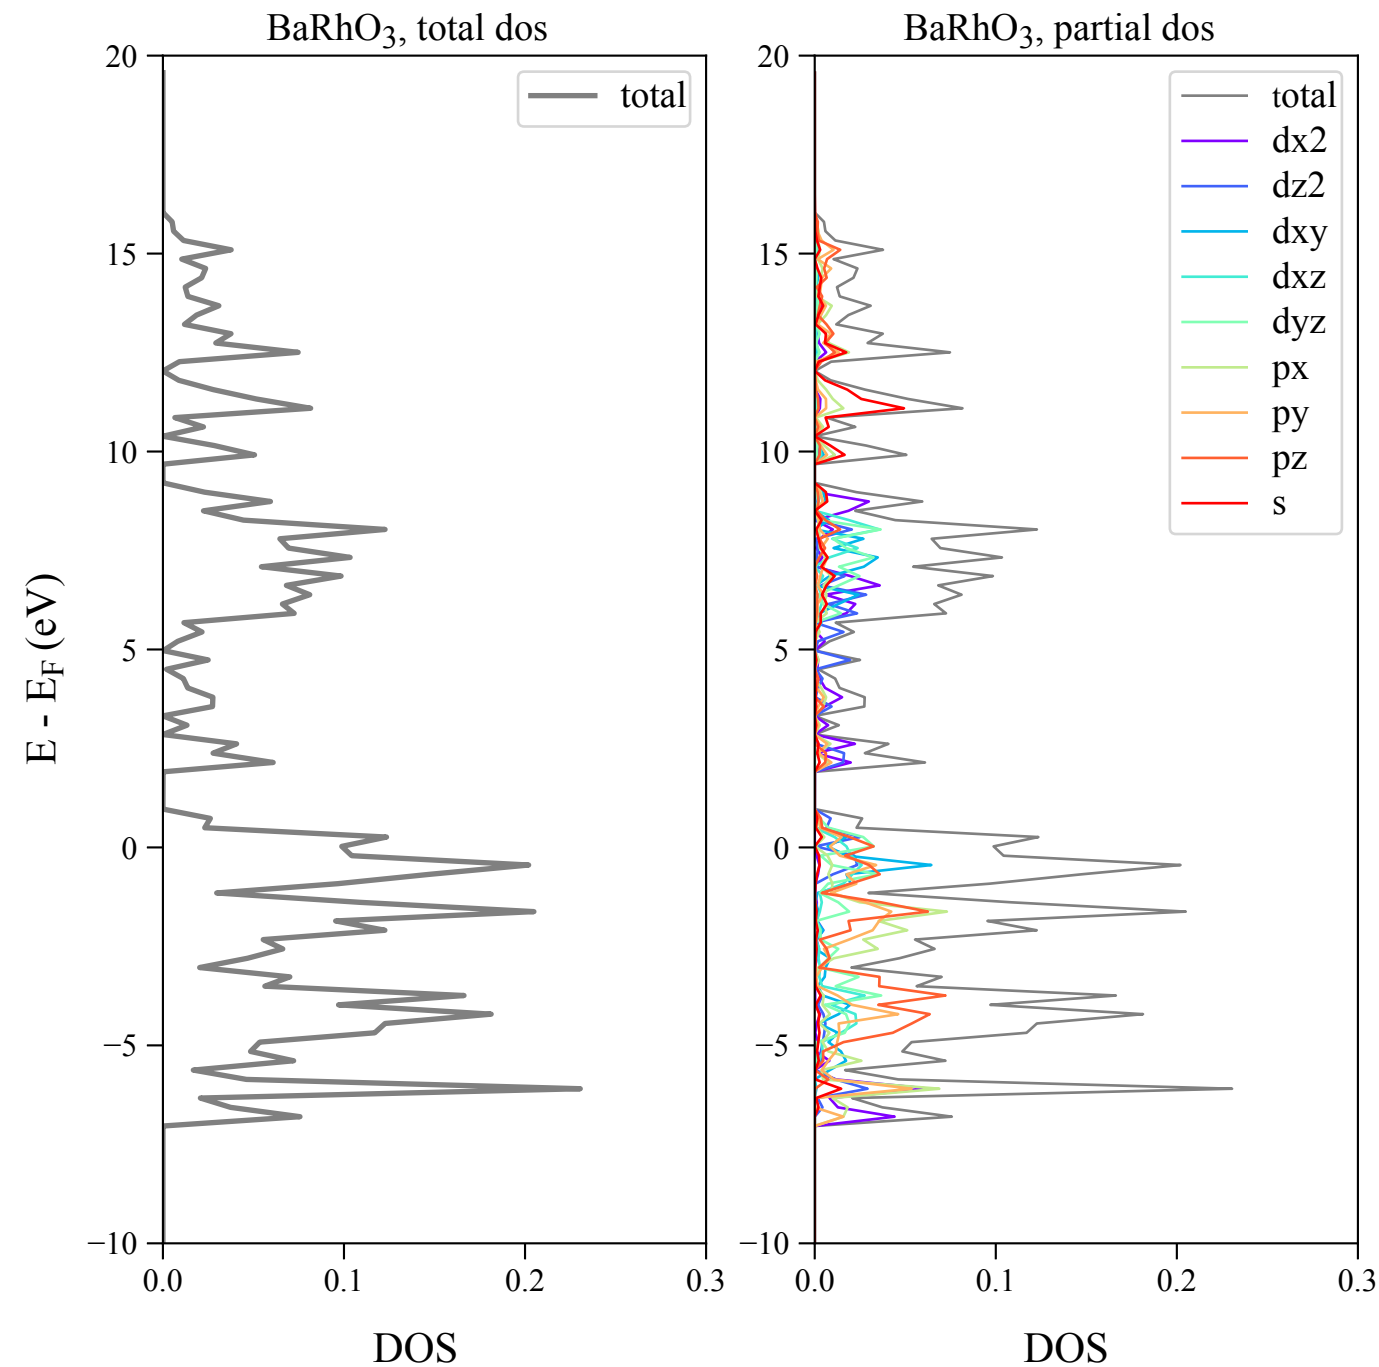 BaRhO₃, total dos
total
20
15
10
5
0
−5
−10
0.0 0.1 0.2 0.3
E - E_F (eV)
DOS
BaRhO₃, partial dos
total
dx2
dz2
dxy
dxz
dyz
px
py
pz
s
20
15
10
5
0
−5
−10
0.0 0.1 0.2 0.3
DOS